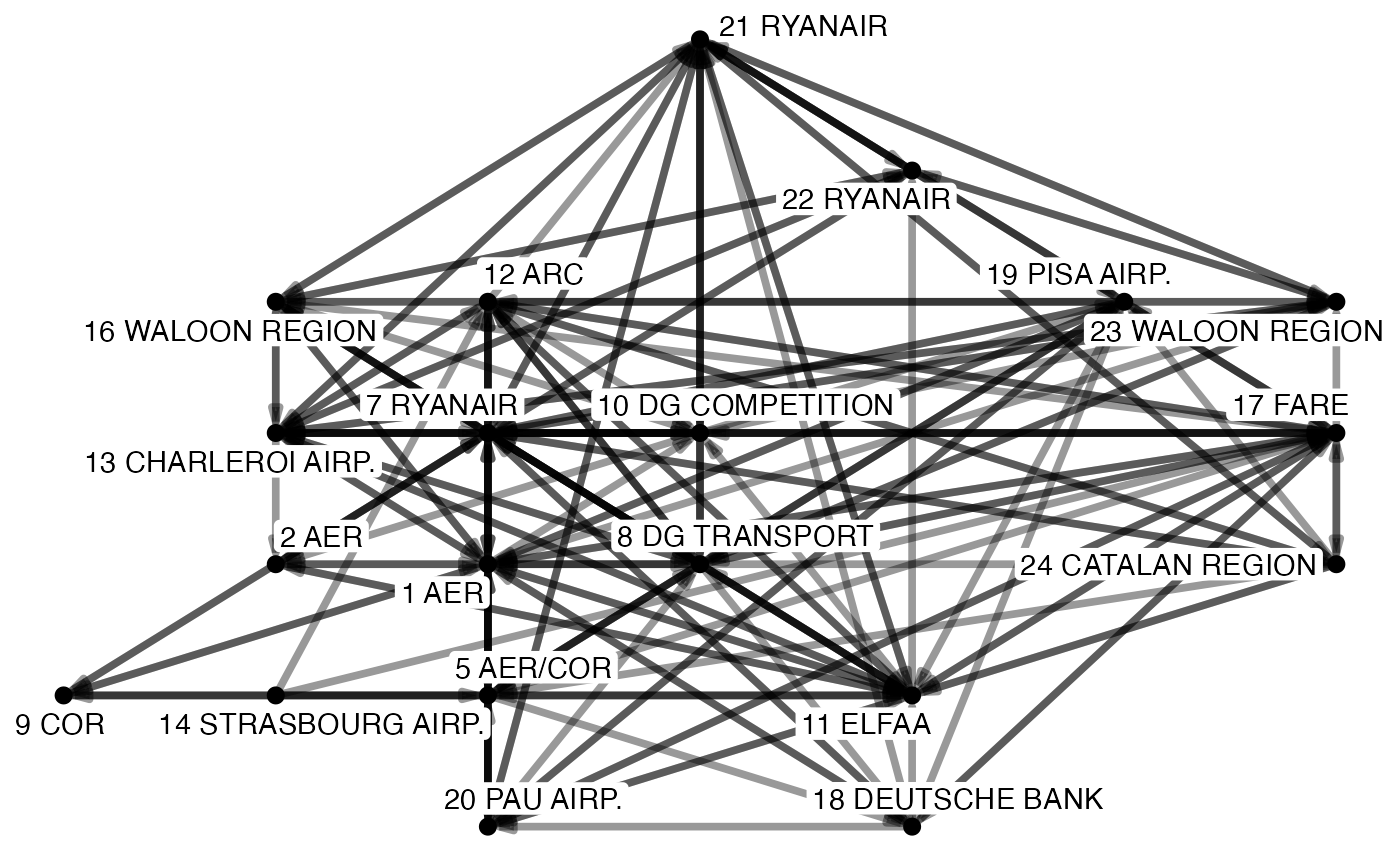 21 RYANAIR
22 RYANAIR
12 ARC
19 PISA AIRP.
16 WALOON REGION
23 WALOON REGION
7 RYANAIR
10 DG COMPETITION
17 FARE
13 CHARLEROI AIRP.
2 AER
8 DG TRANSPORT
24 CATALAN REGION
1 AER
5 AER/COR
9 COR
14 STRASBOURG AIRP.
11 ELFAA
20 PAU AIRP.
18 DEUTSCHE BANK